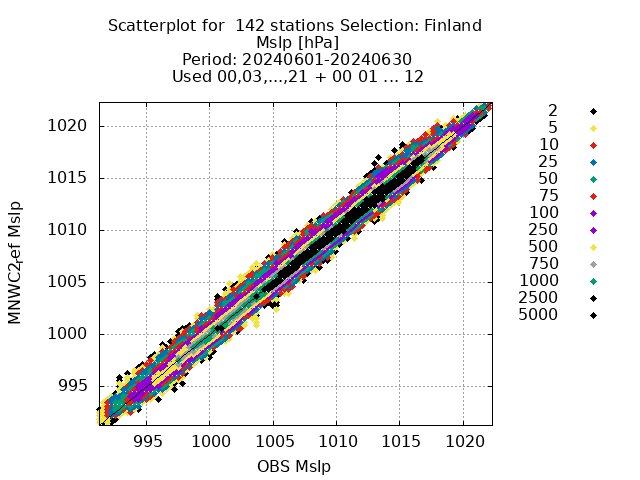 Scatterplot for  142 stations Selection: Finland
Mslp [hPa]
Period: 20240601-20240630
Used 00,03,...,21 + 00 01 ... 12
MNWC2ref Mslp
1020
1015
1010
1005
1000
995
995 1000 1005 1010 1015 1020
OBS Mslp
2
5
10
25
50
75
100
250
500
750
1000
2500
5000